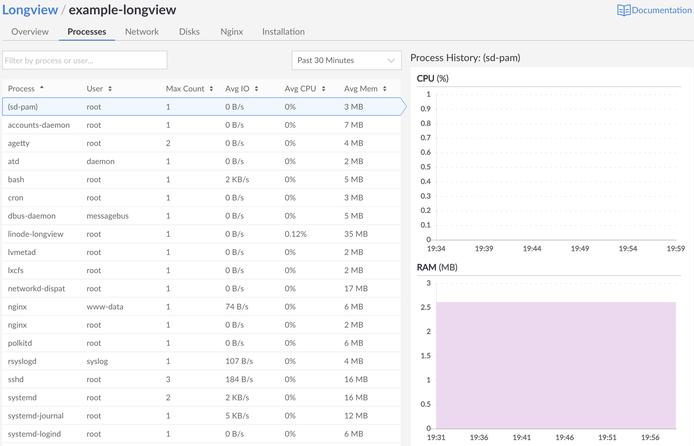 Longview / example-longview
Documentation
Overview Processes Network Disks Nginx Installation
Filter by process or user...
Past 30 Minutes
Process User Max Count Avg IO Avg CPU Avg Mem
(sd-pam) root 1 0 B/s 0% 3 MB
accounts-daemon root 1 0 B/s 0% 7 MB
agetty root 2 0 B/s 0% 4 MB
atd daemon 1 0 B/s 0% 2 MB
bash root 1 2 KB/s 0% 5 MB
cron root 1 0 B/s 0% 3 MB
dbus-daemon messagebus 1 0 B/s 0% 5 MB
linode-longview root 1 0 B/s 0.12% 35 MB
lvmetad root 1 0 B/s 0% 2 MB
lxcfs root 1 0 B/s 0% 2 MB
networkd-dispat root 1 0 B/s 0% 17 MB
nginx www-data 1 74 B/s 0% 6 MB
nginx root 1 0 B/s 0% 2 MB
polkitd root 1 0 B/s 0% 6 MB
rsyslogd syslog 1 107 B/s 0% 4 MB
sshd root 3 184 B/s 0% 16 MB
systemd root 2 2 KB/s 0% 16 MB
systemd-journal root 1 5 KB/s 0% 12 MB
systemd-logind root 1 0 B/s 0% 6 MB
Process History: (sd-pam)
CPU (%)
1
0.9
0.8
0.7
0.6
0.5
0.4
0.3
0.2
0.1
0
19:34 19:39 19:44 19:49 19:54 19:59
RAM (MB)
3
2.5
2
1.5
1
0.5
0
19:31 19:36 19:41 19:46 19:51 19:56